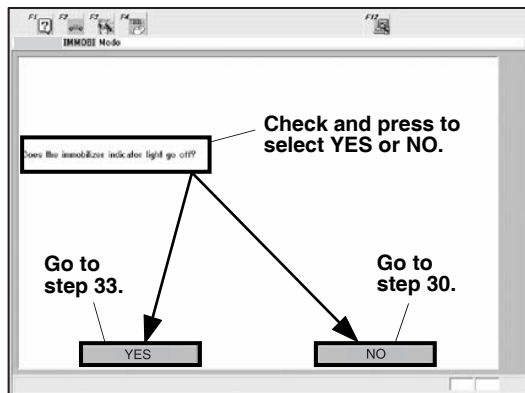 F1 F2 F3 F4 F12
IMMOBI Mode
Check and press to
select YES or NO.
Does the immobilizer indicator light go off?
Go to
step 33.
Go to
step 30.
YES
NO